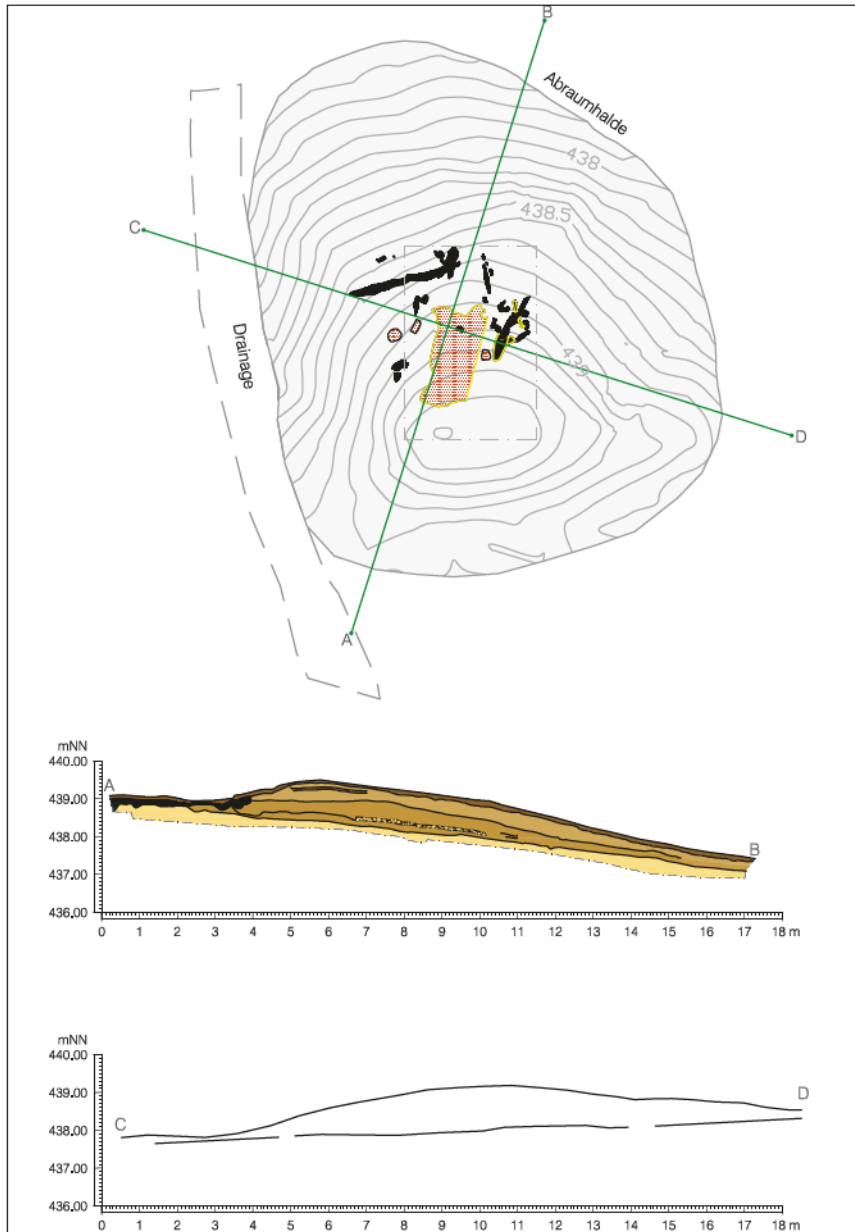 B
Abraumhalde
438
438.5
C
Drainage
439
D
A
mNN
440.00
A
439.00
438.00
B
437.00
436.00
0 1 2 3 4 5 6 7 8 9 10 11 12 13 14 15 16 17 18 m
mNN
440.00
439.00
D
C
438.00
437.00
436.00
0 1 2 3 4 5 6 7 8 9 10 11 12 13 14 15 16 17 18 m